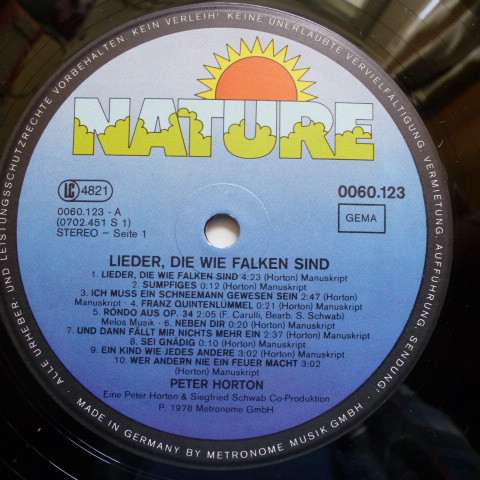 ALLE URHEBER- UND LEISTUNGSSCHUTZRECHTE VORBEHALTEN · KEIN VERLEIH! KEINE UNERLAUBTE VERVIELFÄLTIGUNG, VERMIETUNG, AUFFÜHRUNG, SENDUNG!
NATURE
LC 4821
0060.123
0060.123 - A
(0702.451 S 1)
STEREO – Seite 1
GEMA
LIEDER, DIE WIE FALKEN SIND
1. LIEDER, DIE WIE FALKEN SIND 4:23 (Horton) Manuskript
2. SUMPFIGES 0:12 (Horton) Manuskript
3. ICH MUSS EIN SCHNEEMANN GEWESEN SEIN 2:47 (Horton)
Manuskript - 4. FRANZ QUINTENLÜMMEL 0:21 (Horton) Manuskript
5. RONDO AUS OP. 34 2:05 (F. Carulli, Bearb. S. Schwab)
Melos Musik - 6. NEBEN DIR 0:20 (Horton) Manuskript
7. UND DANN FÄLLT MIR NICHTS MEHR EIN 2:37 (Horton) Manuskript
8. SEI GNÄDIG 0:10 (Horton) Manuskript
9. EIN KIND WIE JEDES ANDERE 3:02 (Horton) Manuskript
10. WER ANDERN NIE EIN FEUER MACHT 3:02
(Horton) Manuskript
PETER HORTON
Eine Peter Horton & Siegfried Schwab Co-Produktion
P. 1978 Metronome GmbH
MADE IN GERMANY BY METRONOME MUSIK GMBH